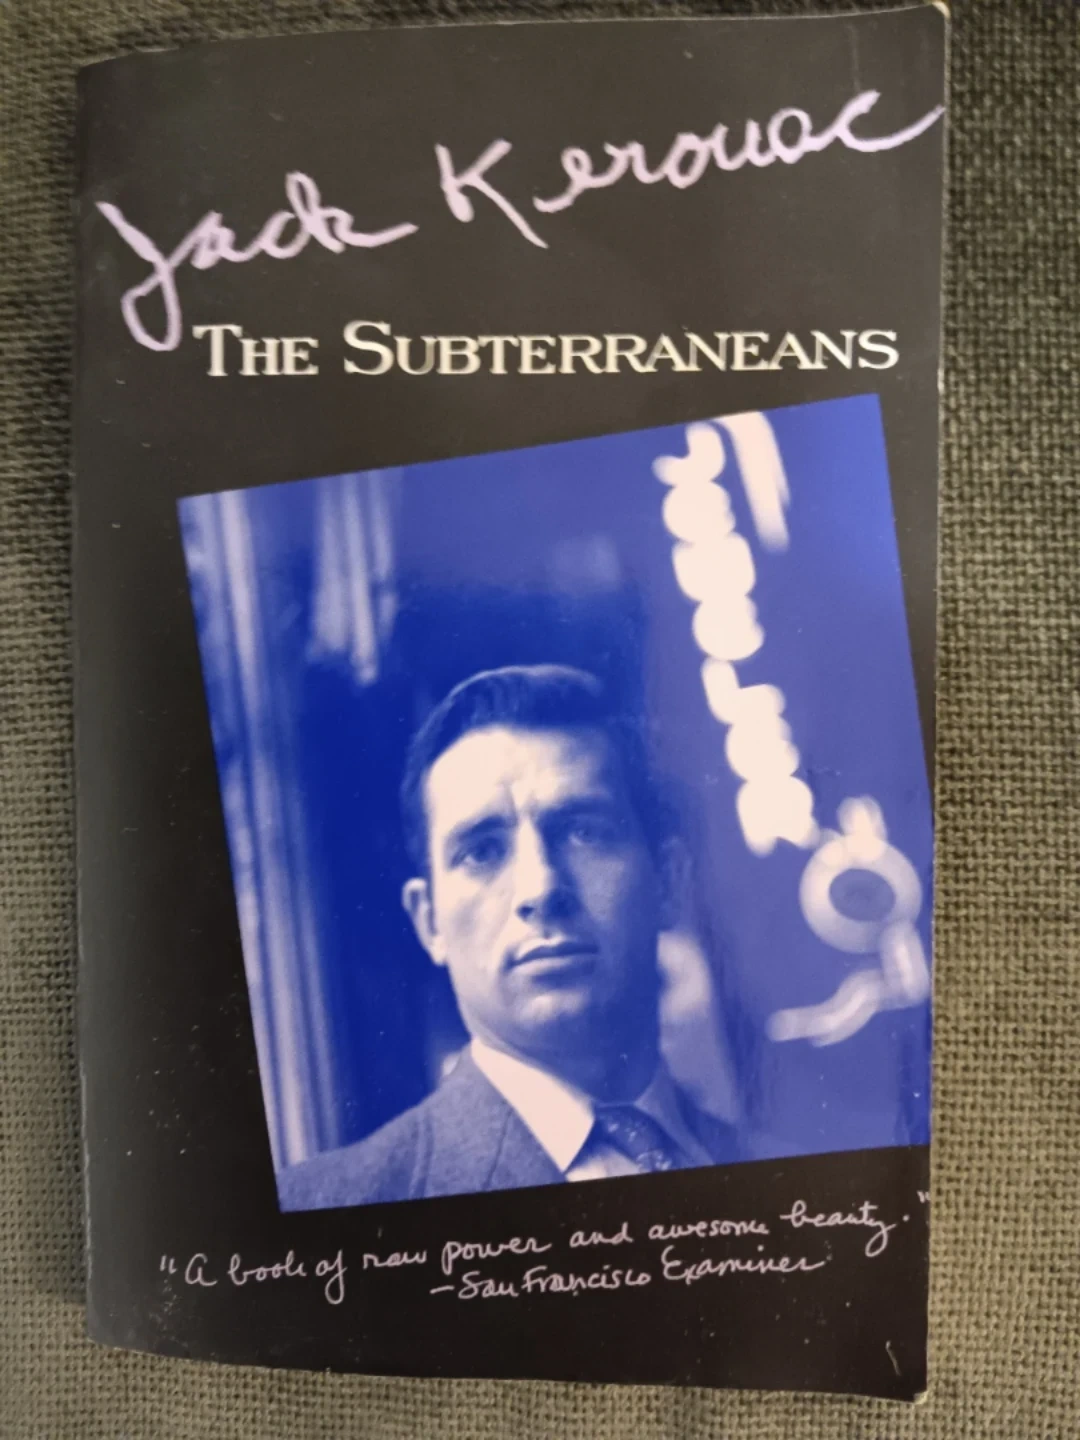 Jack Kerouac
THE SUBTERRANEANS
"A book of raw power and awesome beauty."
—San Francisco Examiner